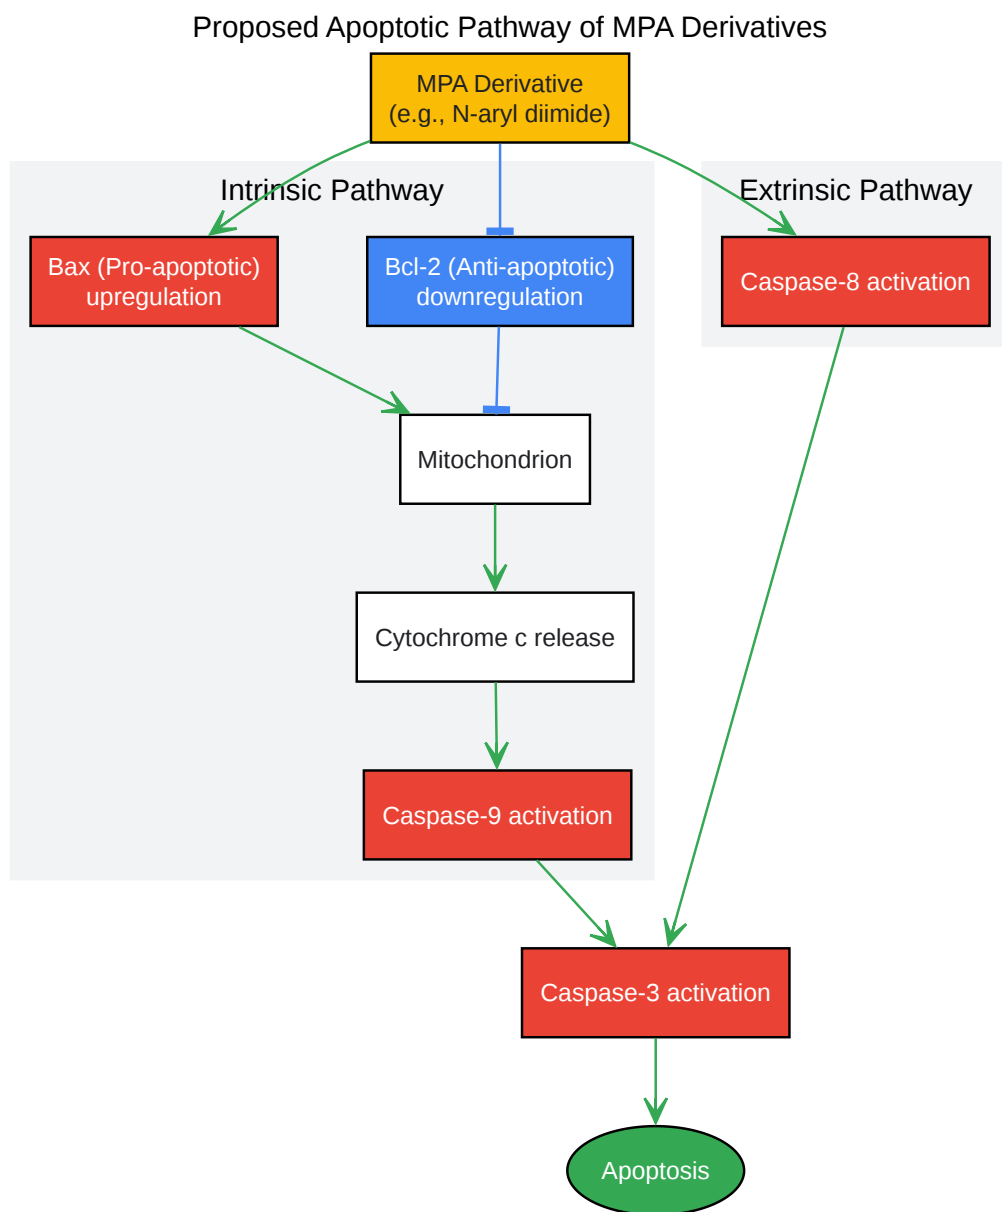 Proposed Apoptotic Pathway of MPA Derivatives
MPA Derivative
(e.g., N-aryl diimide)
Intrinsic Pathway
Extrinsic Pathway
Bax (Pro-apoptotic)
upregulation
Bcl-2 (Anti-apoptotic)
downregulation
Caspase-8 activation
Mitochondrion
Cytochrome c release
Caspase-9 activation
Caspase-3 activation
Apoptosis